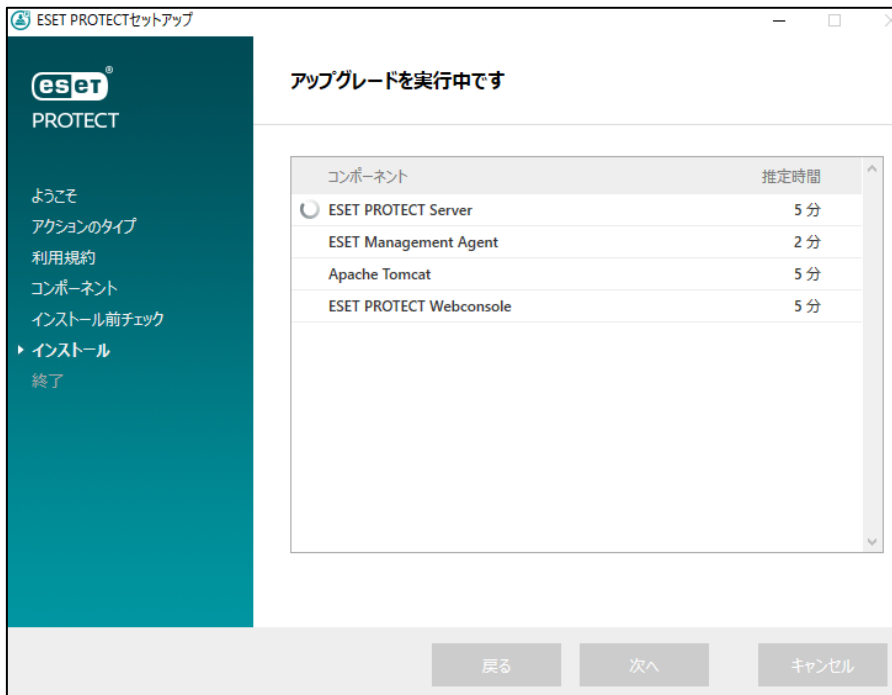 ESET PROTECTセットアップ
eset®
PROTECT
ようこそ
アクションのタイプ
利用規約
コンポーネント
インストール前チェック
インストール
終了
アップグレードを実行中です
コンポーネント 推定時間
ESET PROTECT Server 5 分
ESET Management Agent 2 分
Apache Tomcat 5 分
ESET PROTECT Webconsole 5 分
戻る 次へ キャンセル